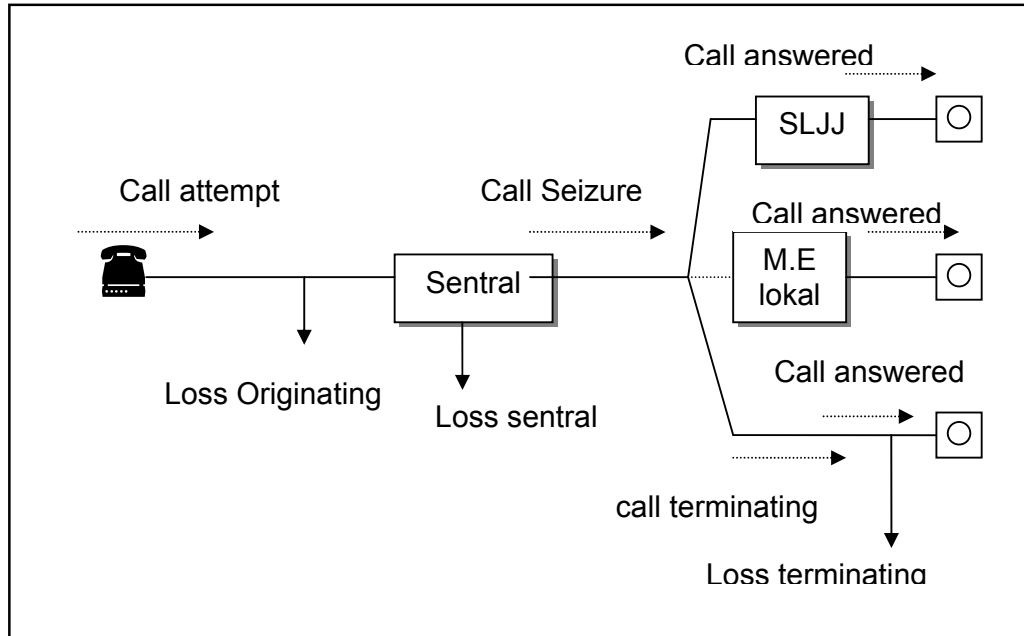 Call answered
SLJJ
Call attempt
Call Seizure
Call answered
Sentral
M.E
lokal
Loss Originating
Loss sentral
Call answered
call terminating
Loss terminating